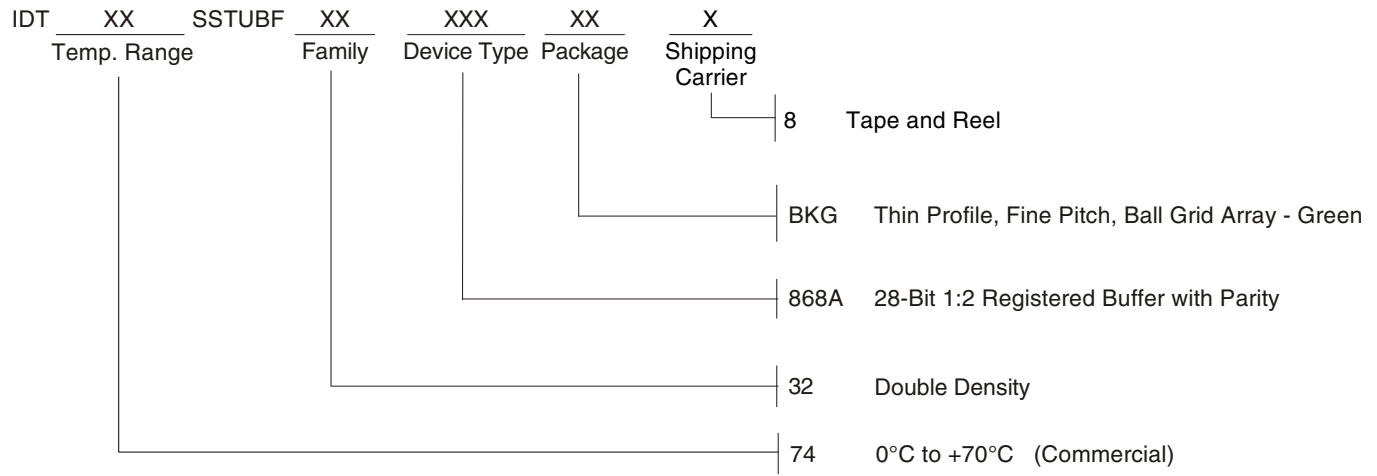 IDT XX SSTUBF XX XXX XX X
Temp. Range Family Device Type Package Shipping
Carrier
8 Tape and Reel
BKG Thin Profile, Fine Pitch, Ball Grid Array - Green
868A 28-Bit 1:2 Registered Buffer with Parity
32 Double Density
74 0°C to +70°C (Commercial)